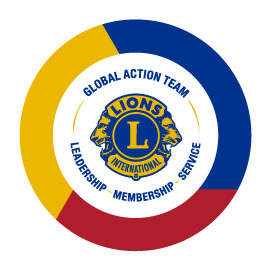 GLOBAL ACTION TEAM
LIONS
L
INTERNATIONAL
LEADERSHIP - MEMBERSHIP - SERVICE